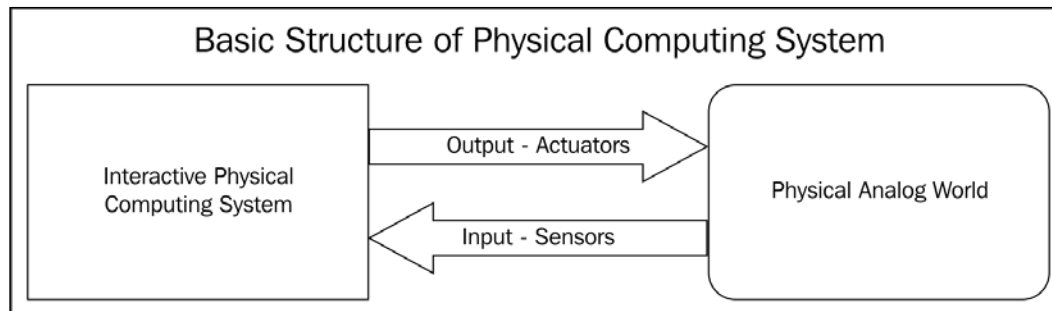 Basic Structure of Physical Computing System
Interactive Physical
Computing System
Output - Actuators
Input - Sensors
Physical Analog World